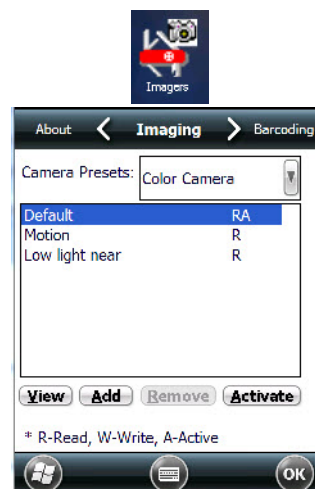 Imagers
About Imaging Barcoding
Camera Presets: Color Camera
Default RA
Motion R
Low light near R
View Add Remove Activate
* R-Read, W-Write, A-Active
OK